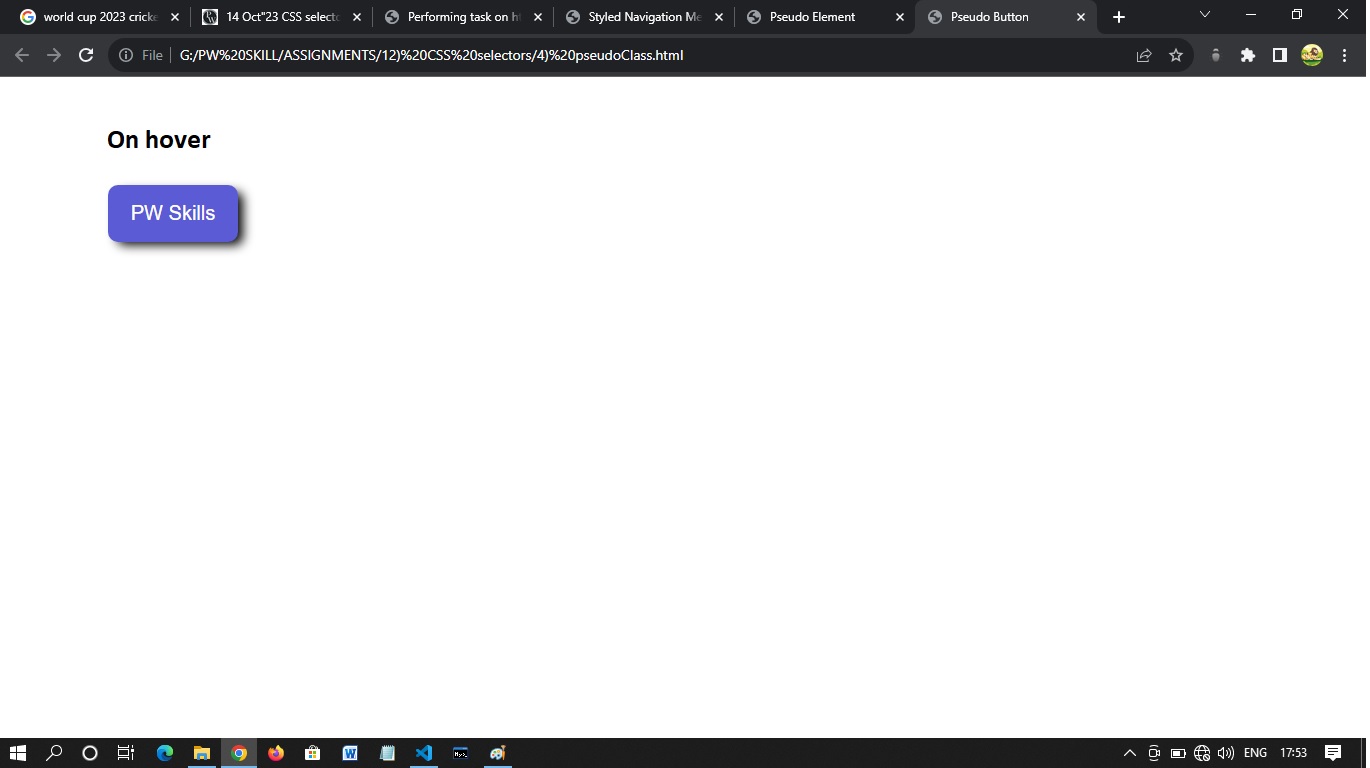 world cup 2023 cricke
14 Oct"23 CSS selecto
Performing task on ht
Styled Navigation Me
Pseudo Element
Pseudo Button
File
G:/PW%20SKILL/ASSIGNMENTS/12)%20CSS%20selectors/4)%20pseudoClass.html
On hover
PW Skills
ENG
17:53